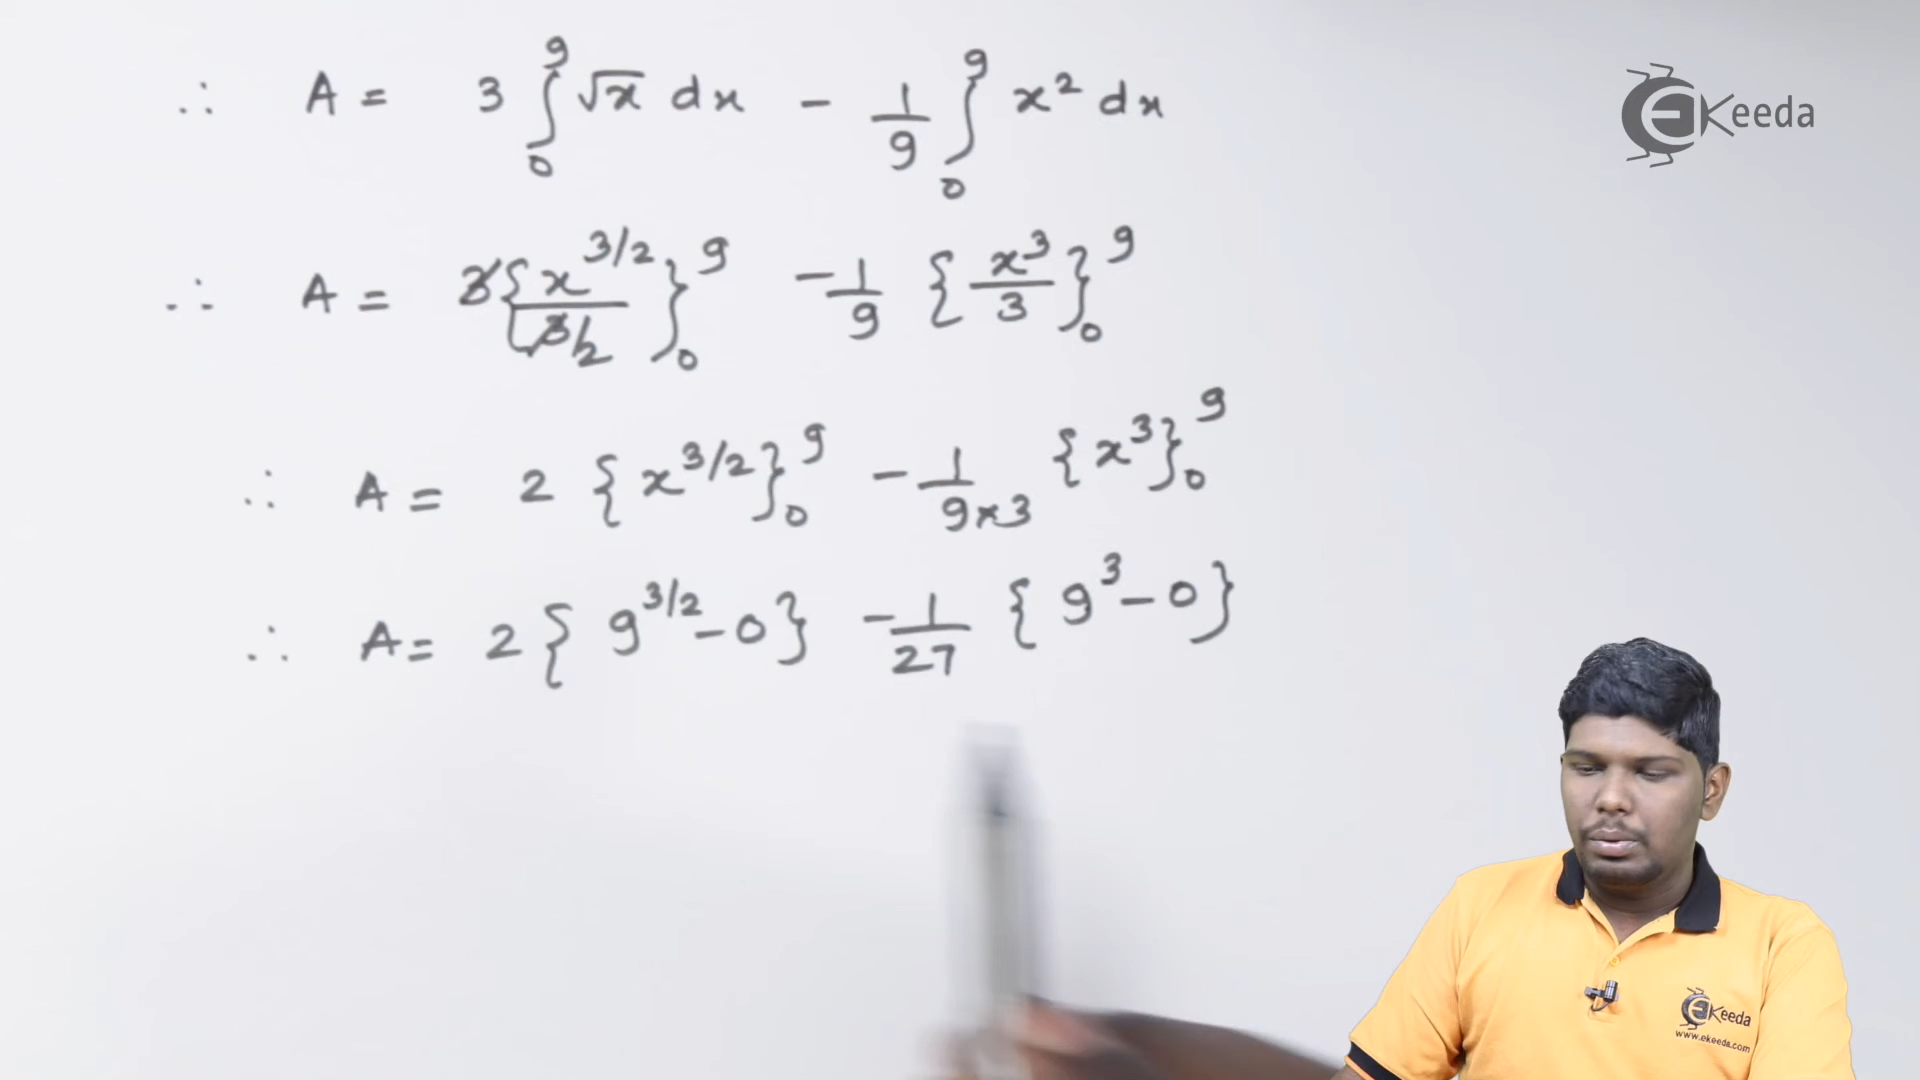 ∴ A = 3 ∫₀⁹ √x dx - 1/9 ∫₀⁹ x² dx
EKeeda
∴ A = 3{x^3/2 / 3/2}₀⁹ - 1/9 {x³/3}₀⁹
∴ A = 2 {x^3/2}₀⁹ - 1/9×3 {x³}₀⁹
∴ A = 2{9^3/2 - 0} - 1/27 {9³ - 0}
EKeeda
www.ekeeda.com